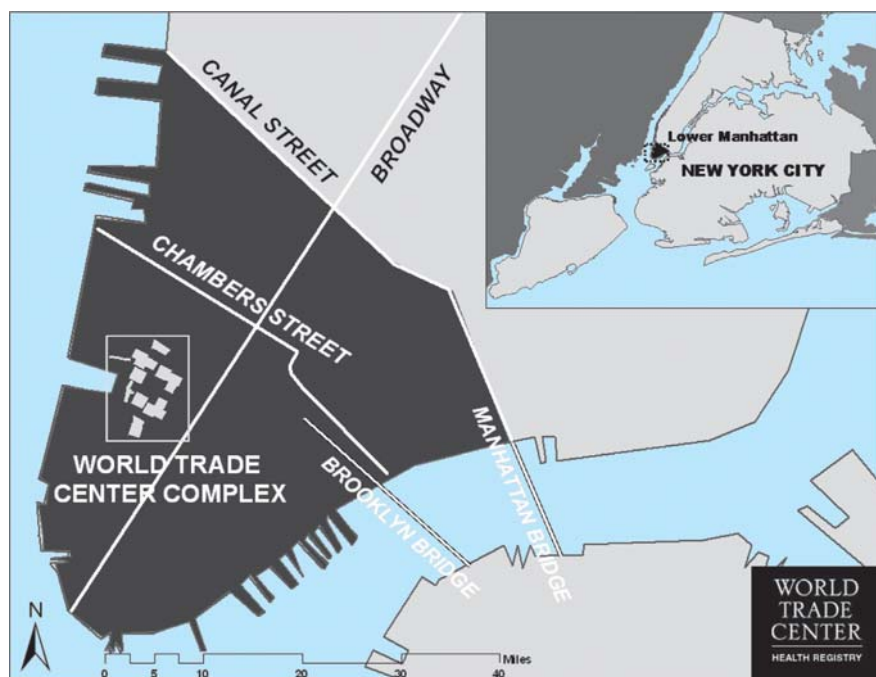 CANAL STREET
BROADWAY
Lower Manhattan
NEW YORK CITY
CHAMBERS STREET
WORLD TRADE
CENTER COMPLEX
MANHATTAN BRIDGE
BROOKLYN BRIDGE
N
Miles
0 5 10 20 30 40
WORLD
TRADE
CENTER
HEALTH REGISTRY